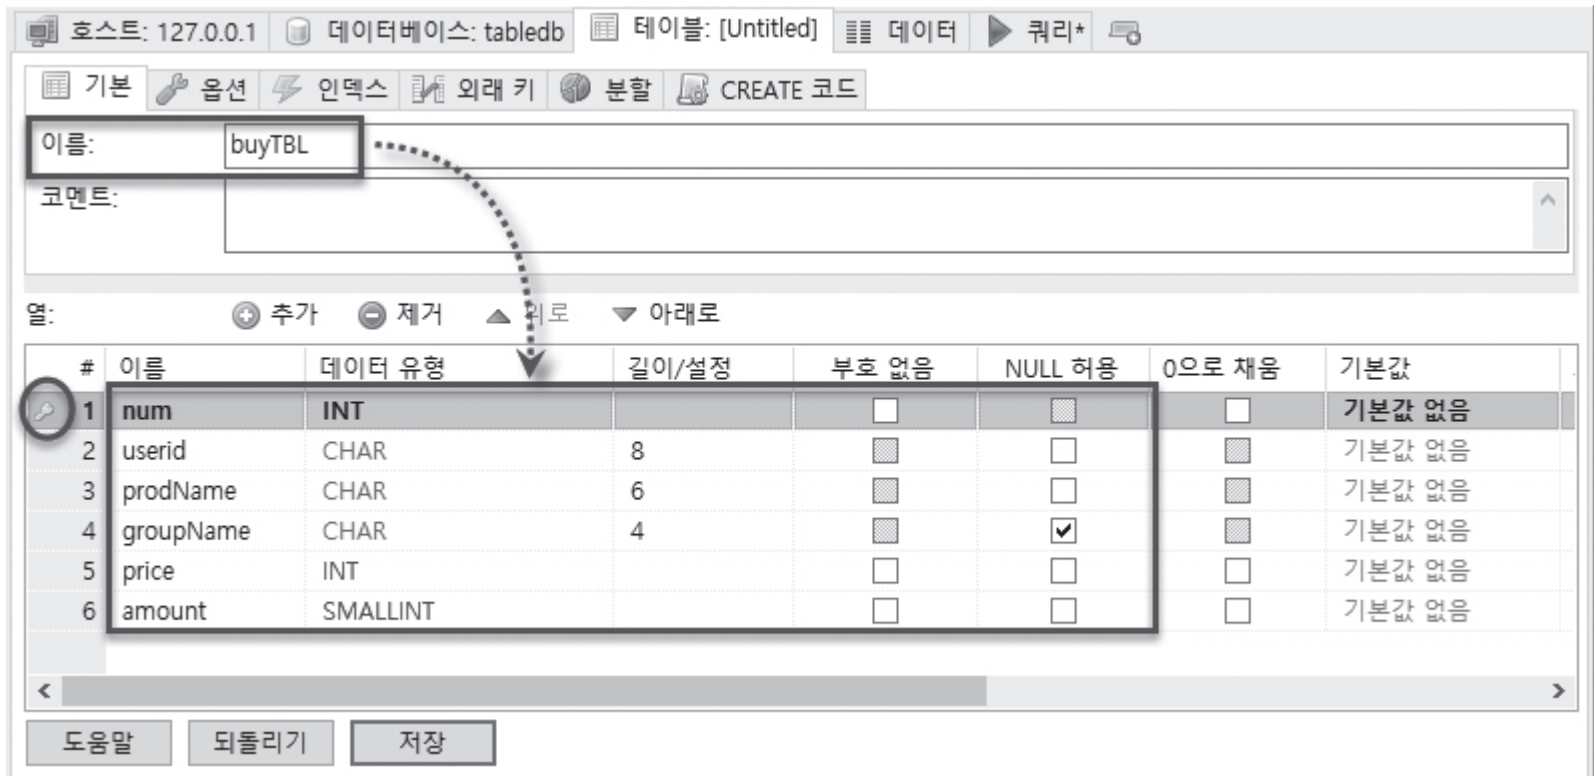 호스트: 127.0.0.1 데이터베이스: tabledb 테이블: [Untitled] 데이터 쿼리*
기본 옵션 인덱스 외래 키 분할 CREATE 코드
이름: buyTBL
코멘트:
열: 추가 제거 위로 아래로
# 이름 데이터 유형 길이/설정 부호 없음 NULL 허용 0으로 채움 기본값
1 num INT 기본값 없음
2 userid CHAR 8 기본값 없음
3 prodName CHAR 6 기본값 없음
4 groupName CHAR 4 기본값 없음
5 price INT 기본값 없음
6 amount SMALLINT 기본값 없음
도움말 되돌리기 저장